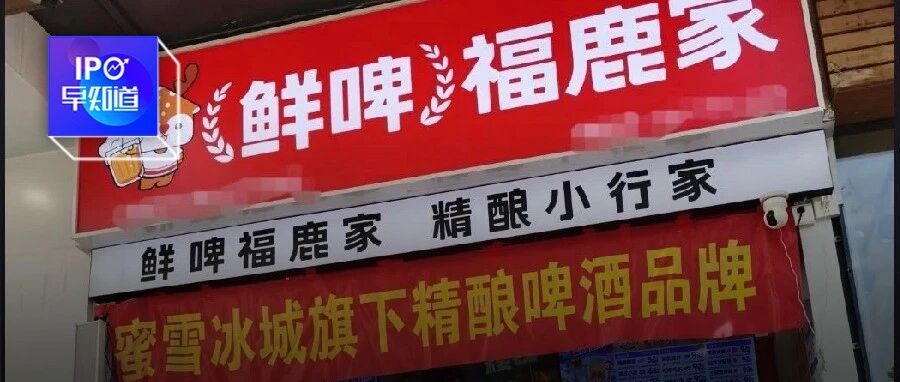 IPO
早知道
鲜啤 福鹿家
鲜啤福鹿家 精酿小行家
蜜雪冰城旗下精酿啤酒品牌